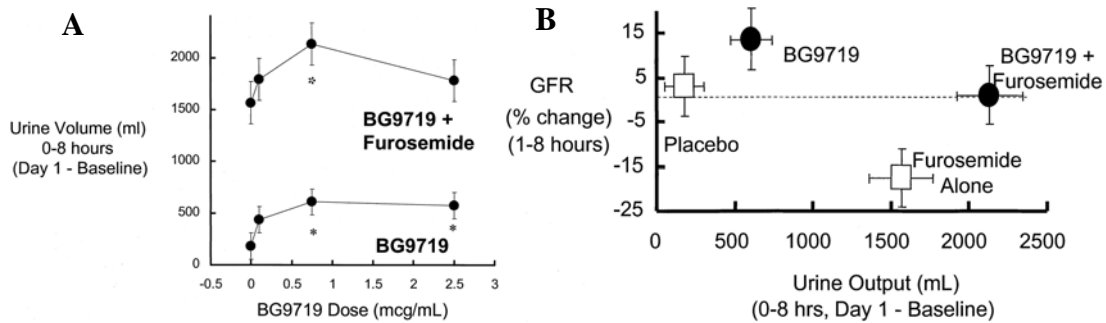 A
2000
1500
1000
500
0
Urine Volume (ml)
0-8 hours
(Day 1 - Baseline)
*
BG9719 +
Furosemide
*
*
BG9719
-0.5
0
0.5
1
1.5
2
2.5
3
BG9719 Dose (mcg/mL)
B
15
5
-5
-15
-25
GFR
(% change)
(1-8 hours)
BG9719
BG9719 +
Furosemide
Placebo
Furosemide
Alone
0
500
1000
1500
2000
2500
Urine Output (mL)
(0-8 hrs, Day 1 - Baseline)